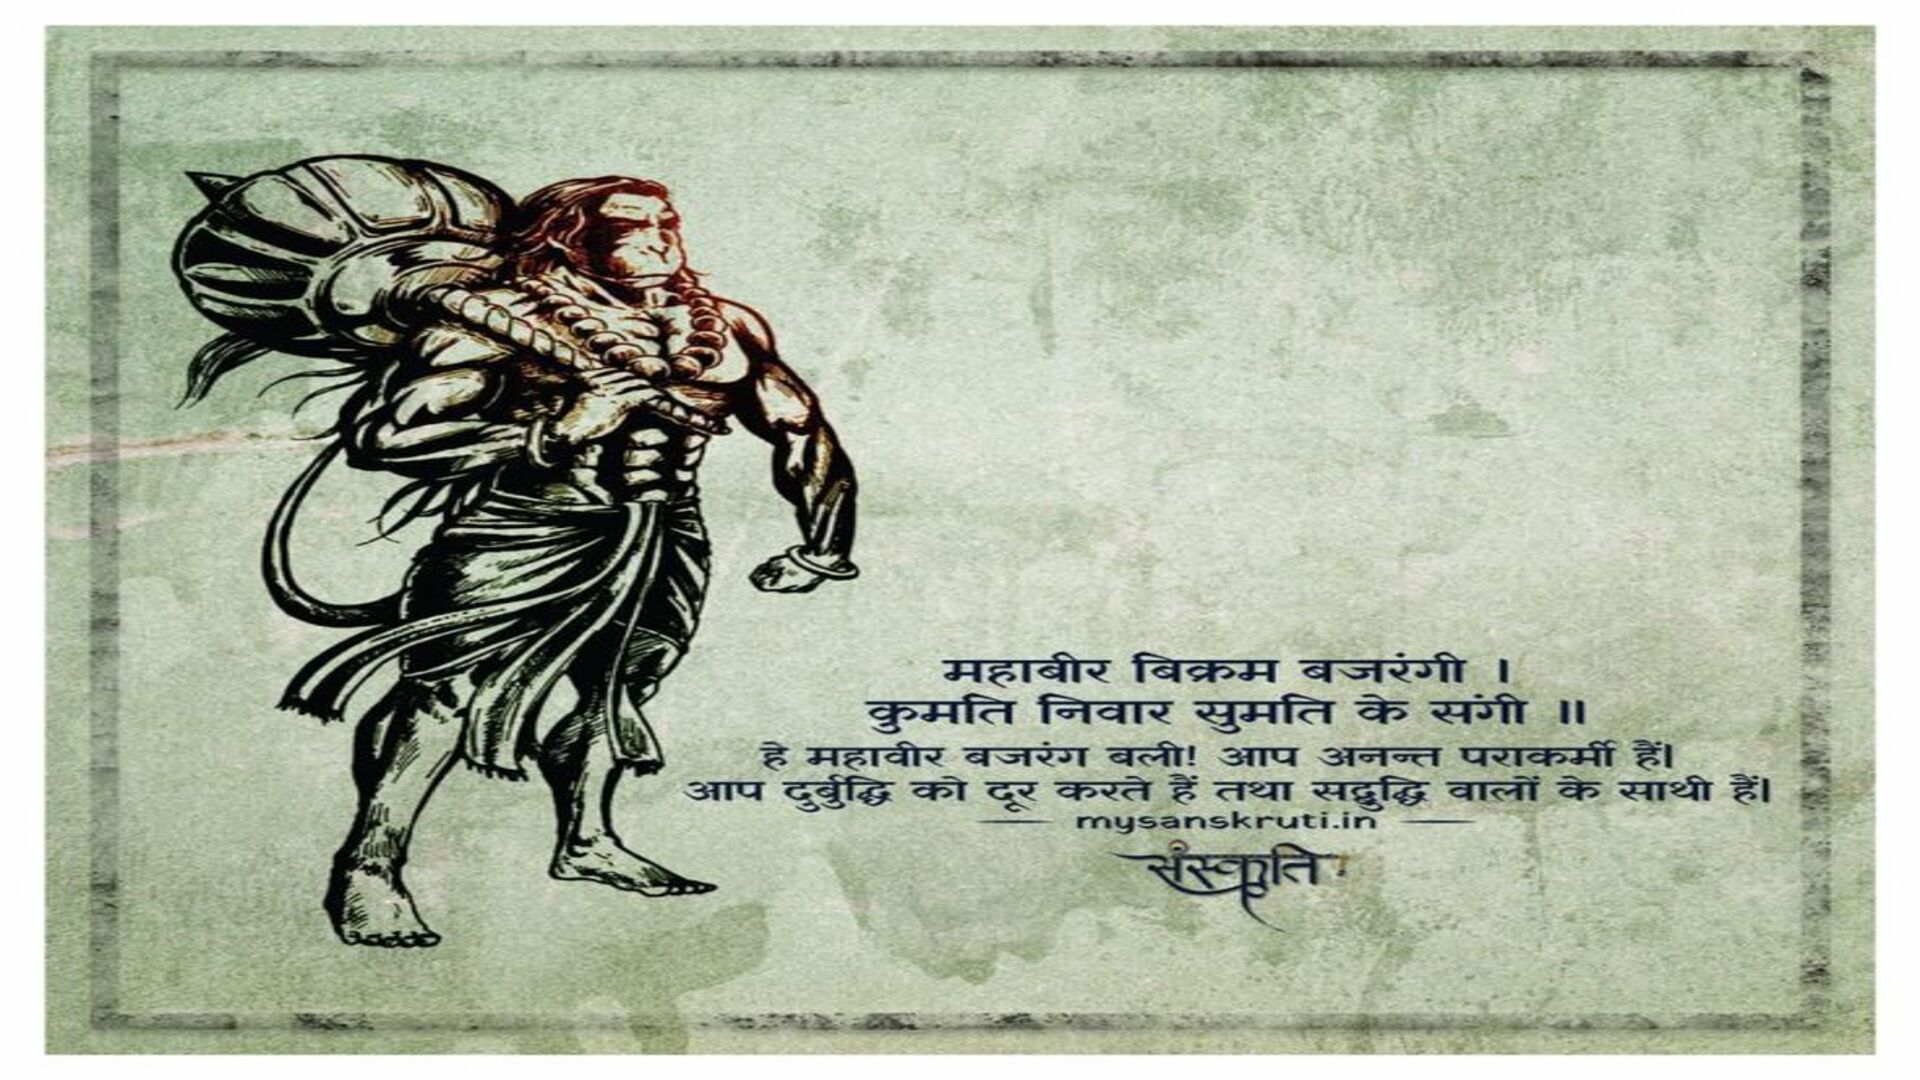 महाबीर बिक्रम बजरंगी ।
कुमति निवार सुमति के संगी ॥
हे महावीर बजरंग बली! आप अनन्त पराकर्मी हैं|
आप दुर्बुद्धि को दूर करते हैं तथा सद्बुद्धि वालों के साथी हैं|
mysanskruti.in
संस्कृति